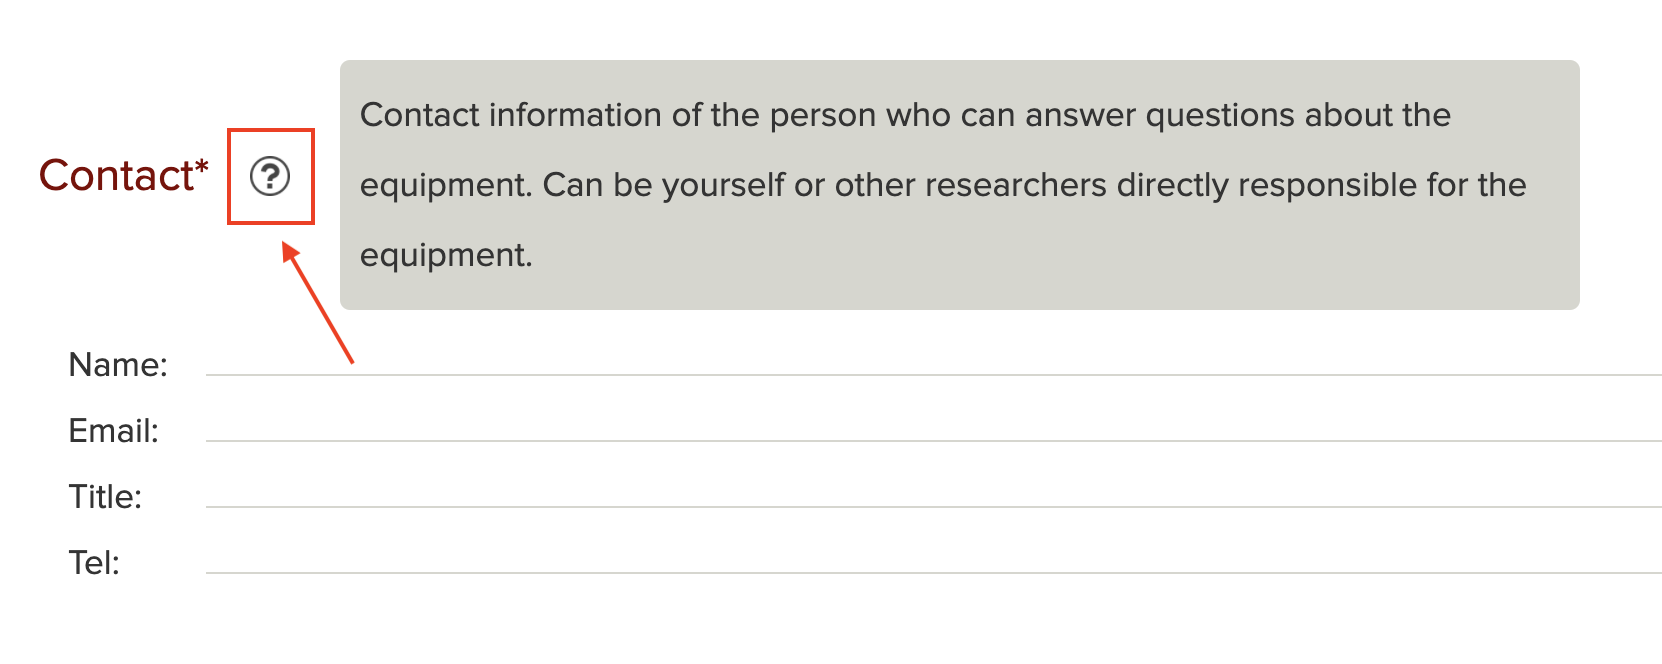 Contact* ?
Contact information of the person who can answer questions about the
equipment. Can be yourself or other researchers directly responsible for the
equipment.
Name:
Email:
Title:
Tel: